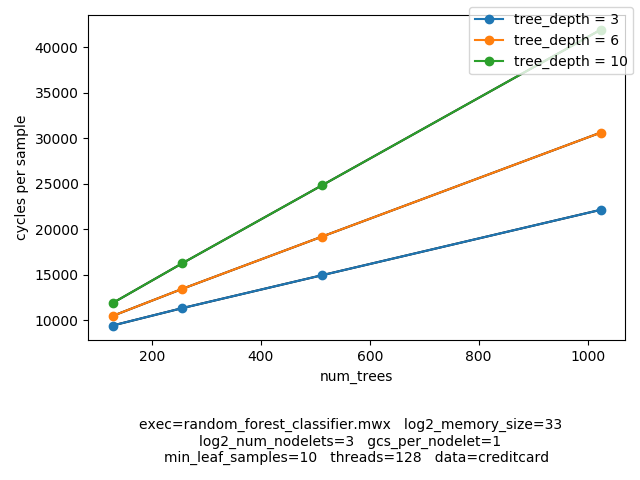 tree_depth = 3
tree_depth = 6
tree_depth = 10
40000
35000
30000
25000
20000
15000
10000
cycles per sample
200 400 600 800 1000
num_trees
exec=random_forest_classifier.mwx log2_memory_size=33
log2_num_nodelets=3 gcs_per_nodelet=1
min_leaf_samples=10 threads=128 data=creditcard